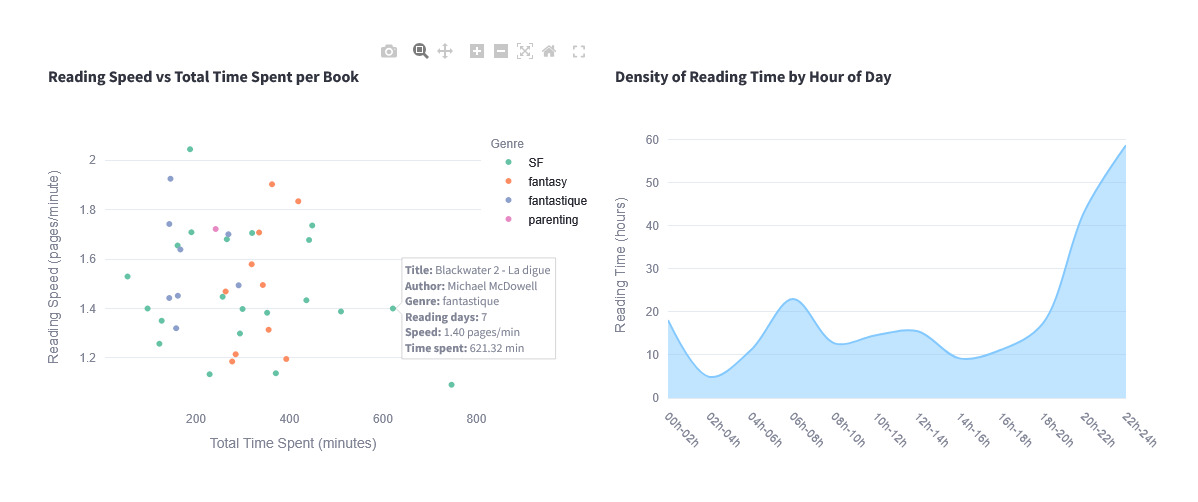 Reading Speed vs Total Time Spent per Book
Reading Speed (pages/minute)
2
1.8
1.6
1.4
1.2
200
400
600
800
Total Time Spent (minutes)
Genre
SF
fantasy
fantastique
parenting
Title: Blackwater 2 - La digue
Author: Michael McDowell
Genre: fantastique
Reading days: 7
Speed: 1.40 pages/min
Time spent: 621.32 min
Density of Reading Time by Hour of Day
Reading Time (hours)
60
50
40
30
20
10
0
00h-02h
02h-04h
04h-06h
06h-08h
08h-10h
10h-12h
12h-14h
14h-16h
16h-18h
18h-20h
20h-22h
22h-24h